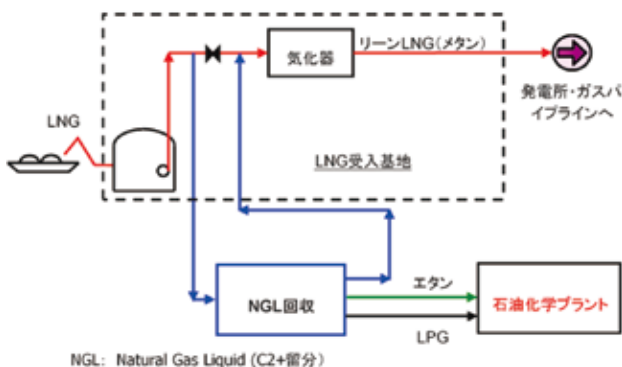 気化器
リーンLNG(メタン)
発電所・ガスパ
イプラインへ
LNG
LNG受入基地
NGL回収
エタン
LPG
石油化学プラント
NGL: Natural Gas Liquid (C2+留分)